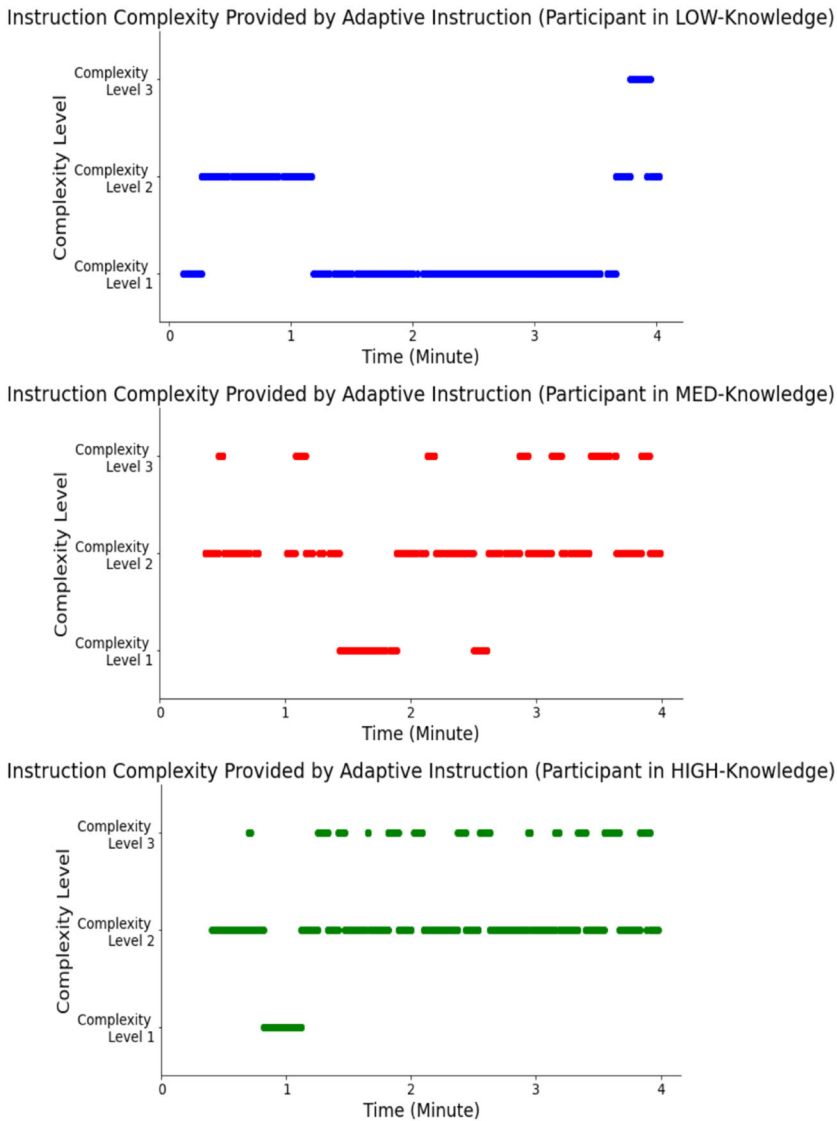 Instruction Complexity Provided by Adaptive Instruction (Participant in LOW-Knowledge)
Complexity Level
Complexity
Level 3
Complexity
Level 2
Complexity
Level 1
0 1 2 3 4
Time (Minute)
Instruction Complexity Provided by Adaptive Instruction (Participant in MED-Knowledge)
Complexity Level
Complexity
Level 3
Complexity
Level 2
Complexity
Level 1
0 1 2 3 4
Time (Minute)
Instruction Complexity Provided by Adaptive Instruction (Participant in HIGH-Knowledge)
Complexity Level
Complexity
Level 3
Complexity
Level 2
Complexity
Level 1
0 1 2 3 4
Time (Minute)